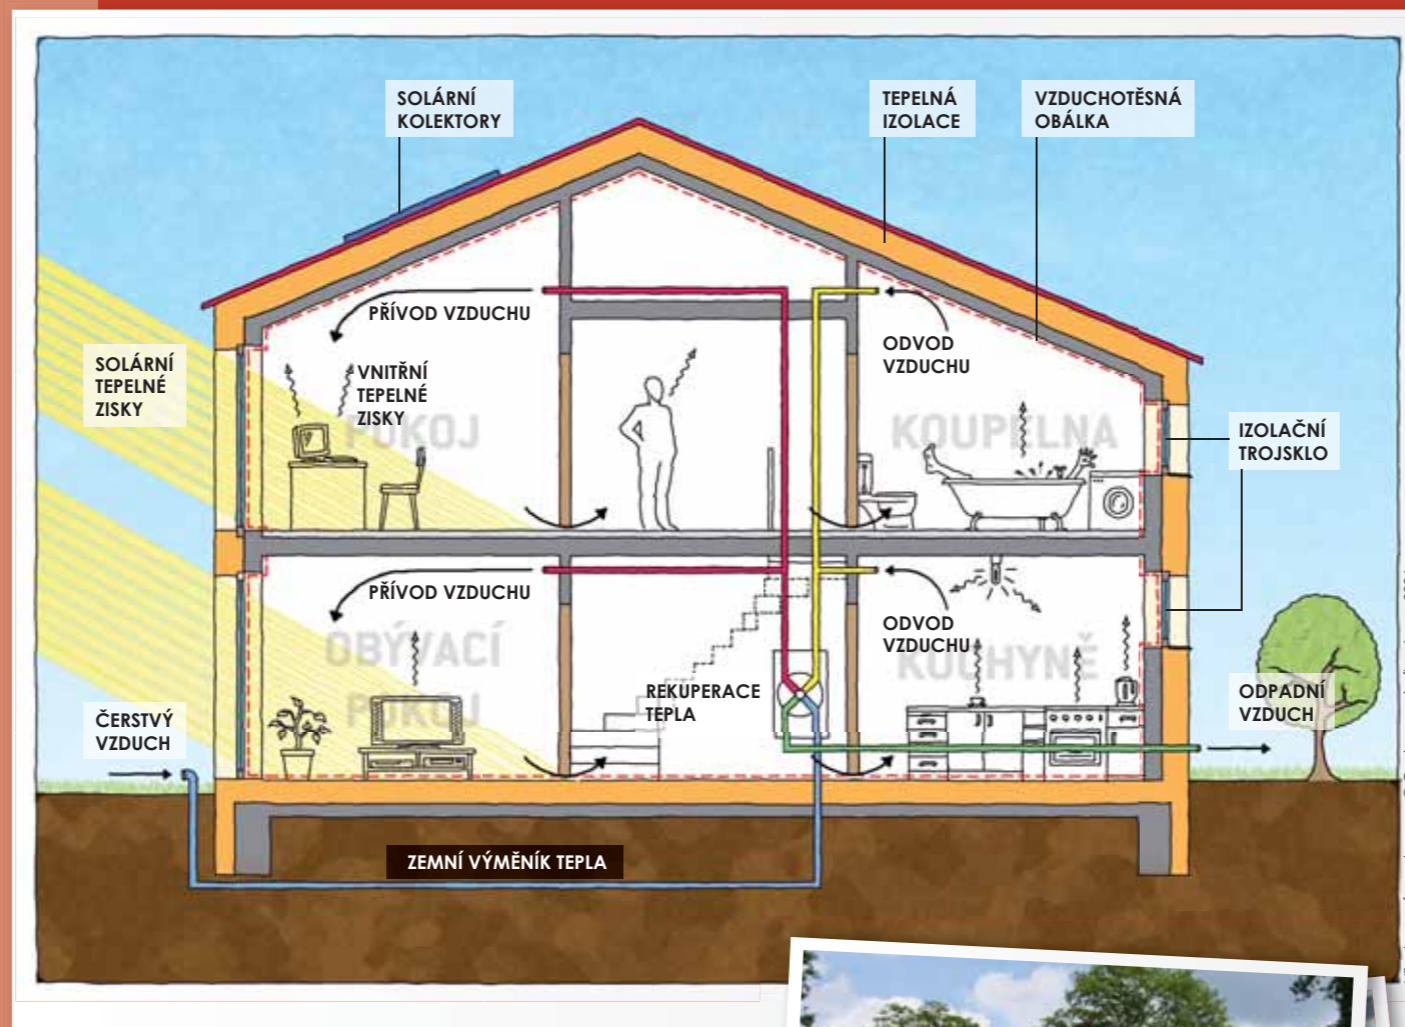 SOLÁRNÍ
KOLEKTORY
TEPELNÁ
IZOLACE
VZDUCHOTĚSNÁ
OBÁLKA
PŘÍVOD VZDUCHU
ODVOD
VZDUCHU
SOLÁRNÍ
TEPELNÉ
ZISKY
VNITŘNÍ
TEPELNÉ
ZISKY
POKOJ
KOUPELNA
IZOLAČNÍ
TROJSKLO
PŘÍVOD VZDUCHU
ODVOD
VZDUCHU
OBÝVACÍ
POKOJ
KUCHYNĚ
REKUPERACE
TEPLA
ČERSTVÝ
VZDUCH
ODPADNÍ
VZDUCH
ZEMNÍ VÝMĚNÍK TEPLA